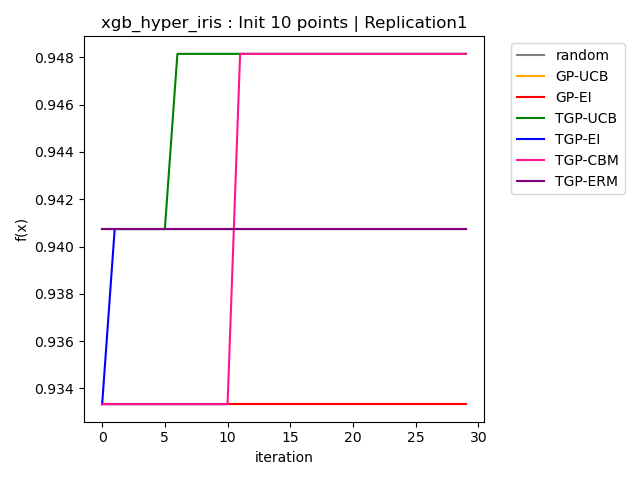 xgb_hyper_iris : Init 10 points | Replication1
0.948
0.946
0.944
0.942
0.940
0.938
0.936
0.934
f(x)
0
5
10
15
20
25
30
iteration
random
GP-UCB
GP-EI
TGP-UCB
TGP-EI
TGP-CBM
TGP-ERM